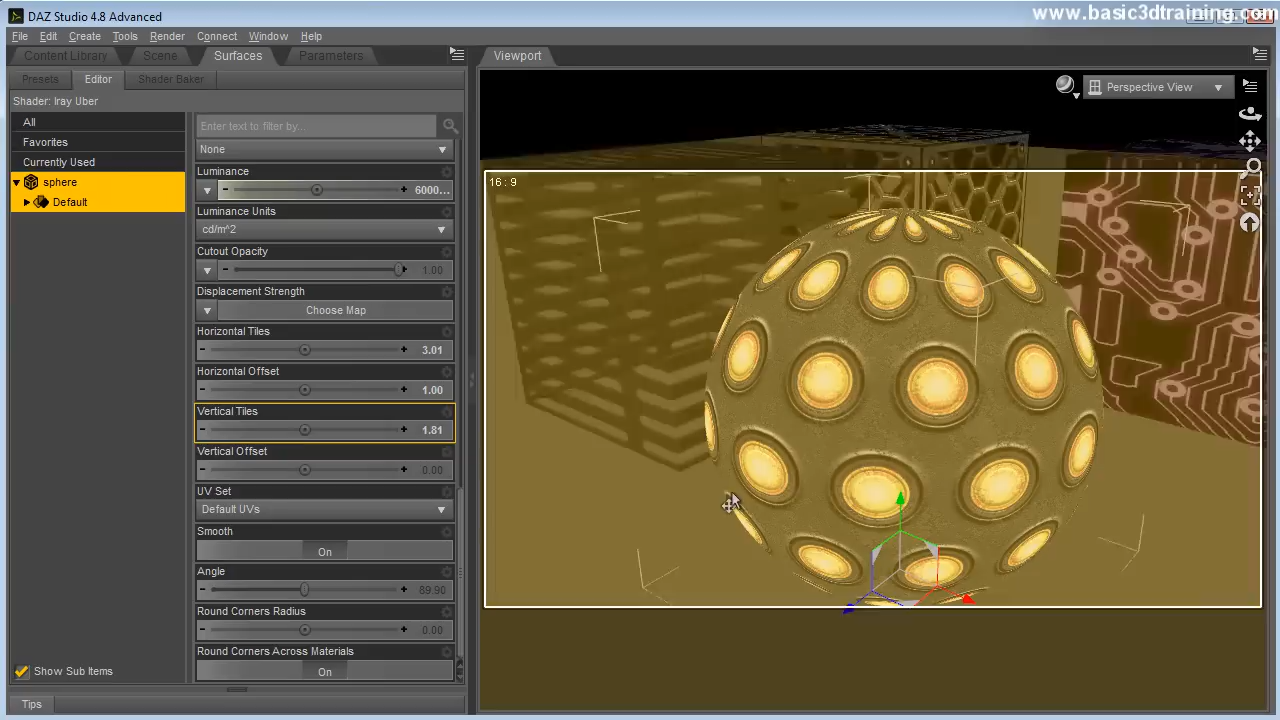 www.basic3dtraining.com
DAZ Studio 4.8 Advanced
File Edit Create Tools Render Connect Window Help
Content Library Scene Surfaces Parameters
Viewport
Presets Editor Shader Baker
Shader: Iray Uber
Perspective View
All
Favorites
Currently Used
sphere
Default
Enter text to filter by...
None
Luminance
6000...
Luminance Units
cd/m^2
Cutout Opacity
1.00
Displacement Strength
Choose Map
Horizontal Tiles
3.01
Horizontal Offset
1.00
Vertical Tiles
1.81
Vertical Offset
0.00
UV Set
Default UVs
Smooth
On
Angle
89.90
Round Corners Radius
0.00
Round Corners Across Materials
On
16 : 9
Show Sub Items
Tips